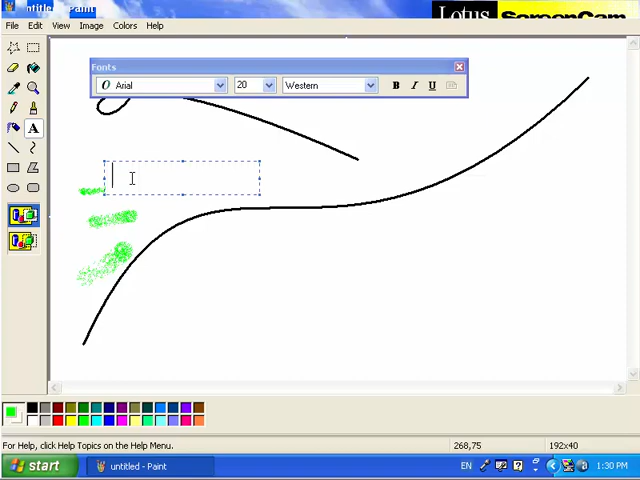 untitled - Paint
Lotus ScreenCam
File Edit View Image Colors Help
Fonts
O Arial 20 Western B I U
A
For Help, click Help Topics on the Help Menu. 268,75 192x40
start untitled - Paint EN ? 1:30 PM